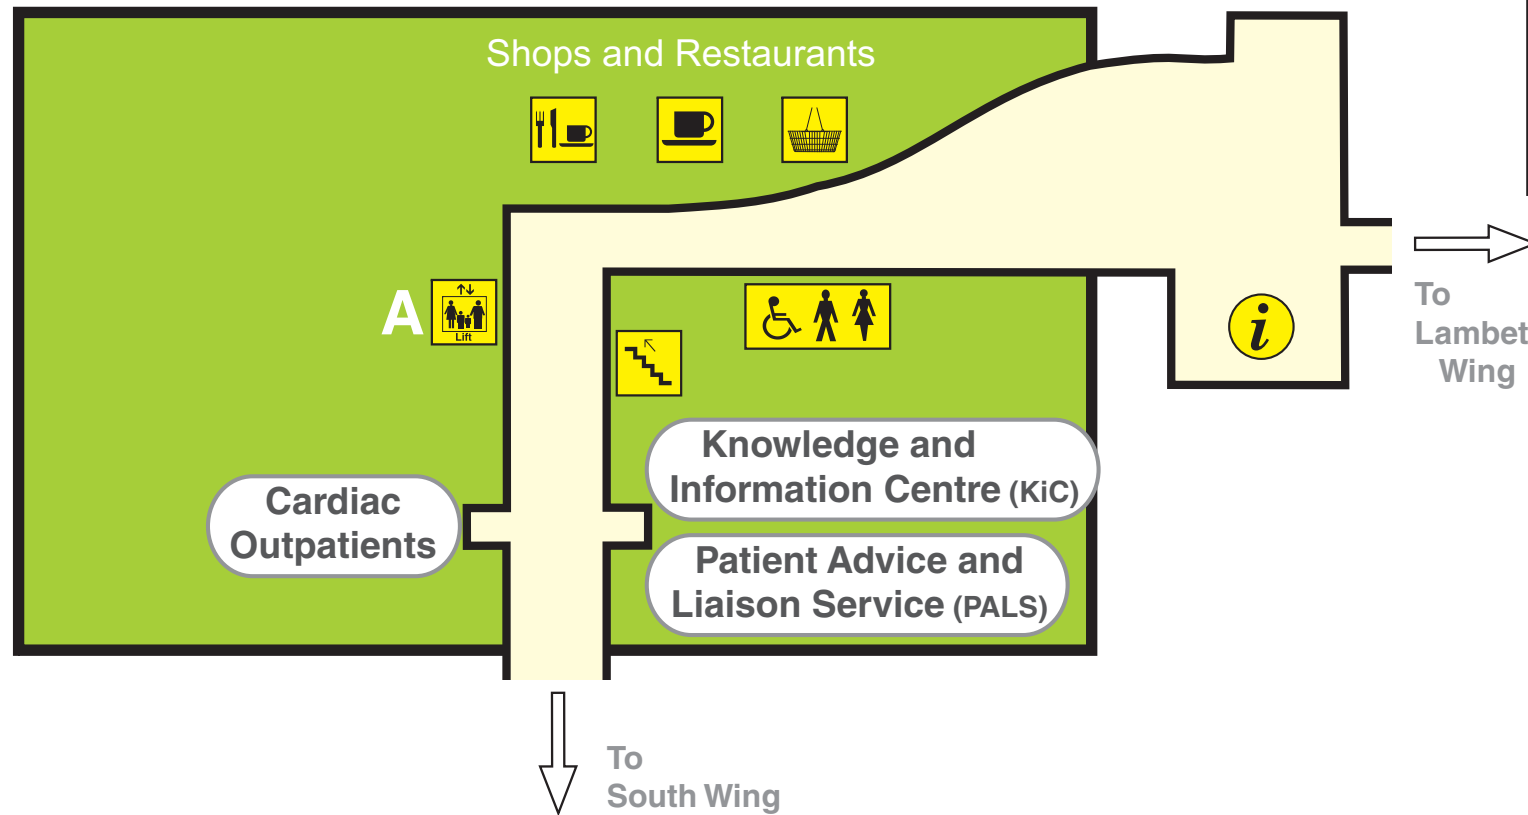 Shops and Restaurants
A
Lift
i
To
Lambet
Wing
Knowledge and
Information Centre (KiC)
Cardiac
Outpatients
Patient Advice and
Liaison Service (PALS)
To
South Wing